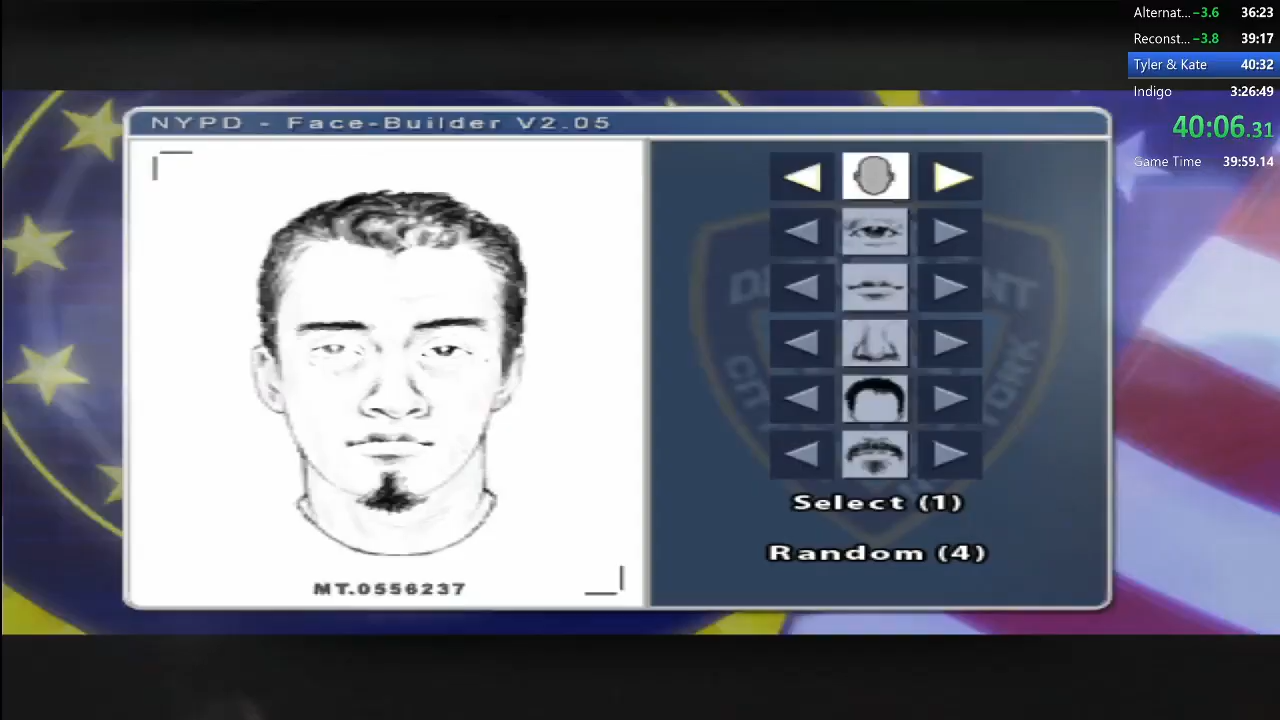 Alternat... −3.6 36:23
Reconst... −3.8 39:17
Tyler & Kate 40:32
Indigo 3:26:49
40:06.31
Game Time 39:59.14
NYPD - Face-Builder V2.05
Select (1)
Random (4)
MT.0556237